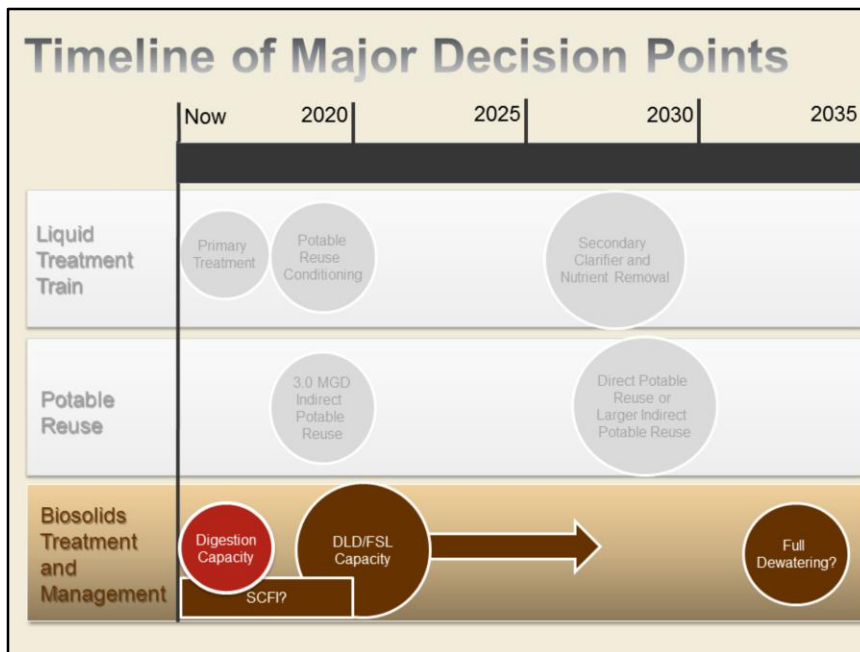 Timeline of Major Decision Points
Now 2020 2025 2030 2035
Liquid
Treatment
Train
Primary
Treatment
Potable
Reuse
Conditioning
Secondary
Clarifier and
Nutrient Removal
Potable
Reuse
3.0 MGD
Indirect
Potable
Reuse
Direct Potable
Reuse or
Larger Indirect
Potable Reuse
Biosolids
Treatment
and
Management
Digestion
Capacity
SCFI?
DLD/FSL
Capacity
Full
Dewatering?